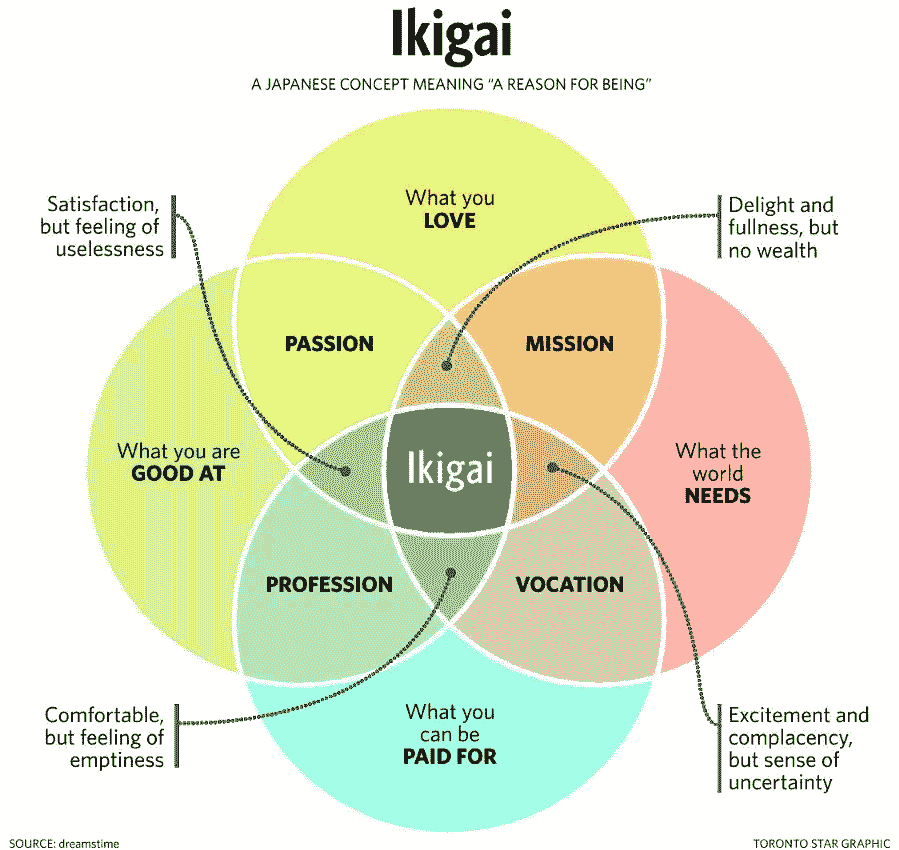 Ikigai
A JAPANESE CONCEPT MEANING “A REASON FOR BEING”
What you
LOVE
Satisfaction,
but feeling of
uselessness
Delight and
fullness, but
no wealth
PASSION
MISSION
What you are
GOOD AT
Ikigai
What the
world
NEEDS
PROFESSION
VOCATION
What you
can be
PAID FOR
Comfortable,
but feeling of
emptiness
Excitement and
complacency,
but sense of
uncertainty
SOURCE: dreamstime
TORONTO STAR GRAPHIC